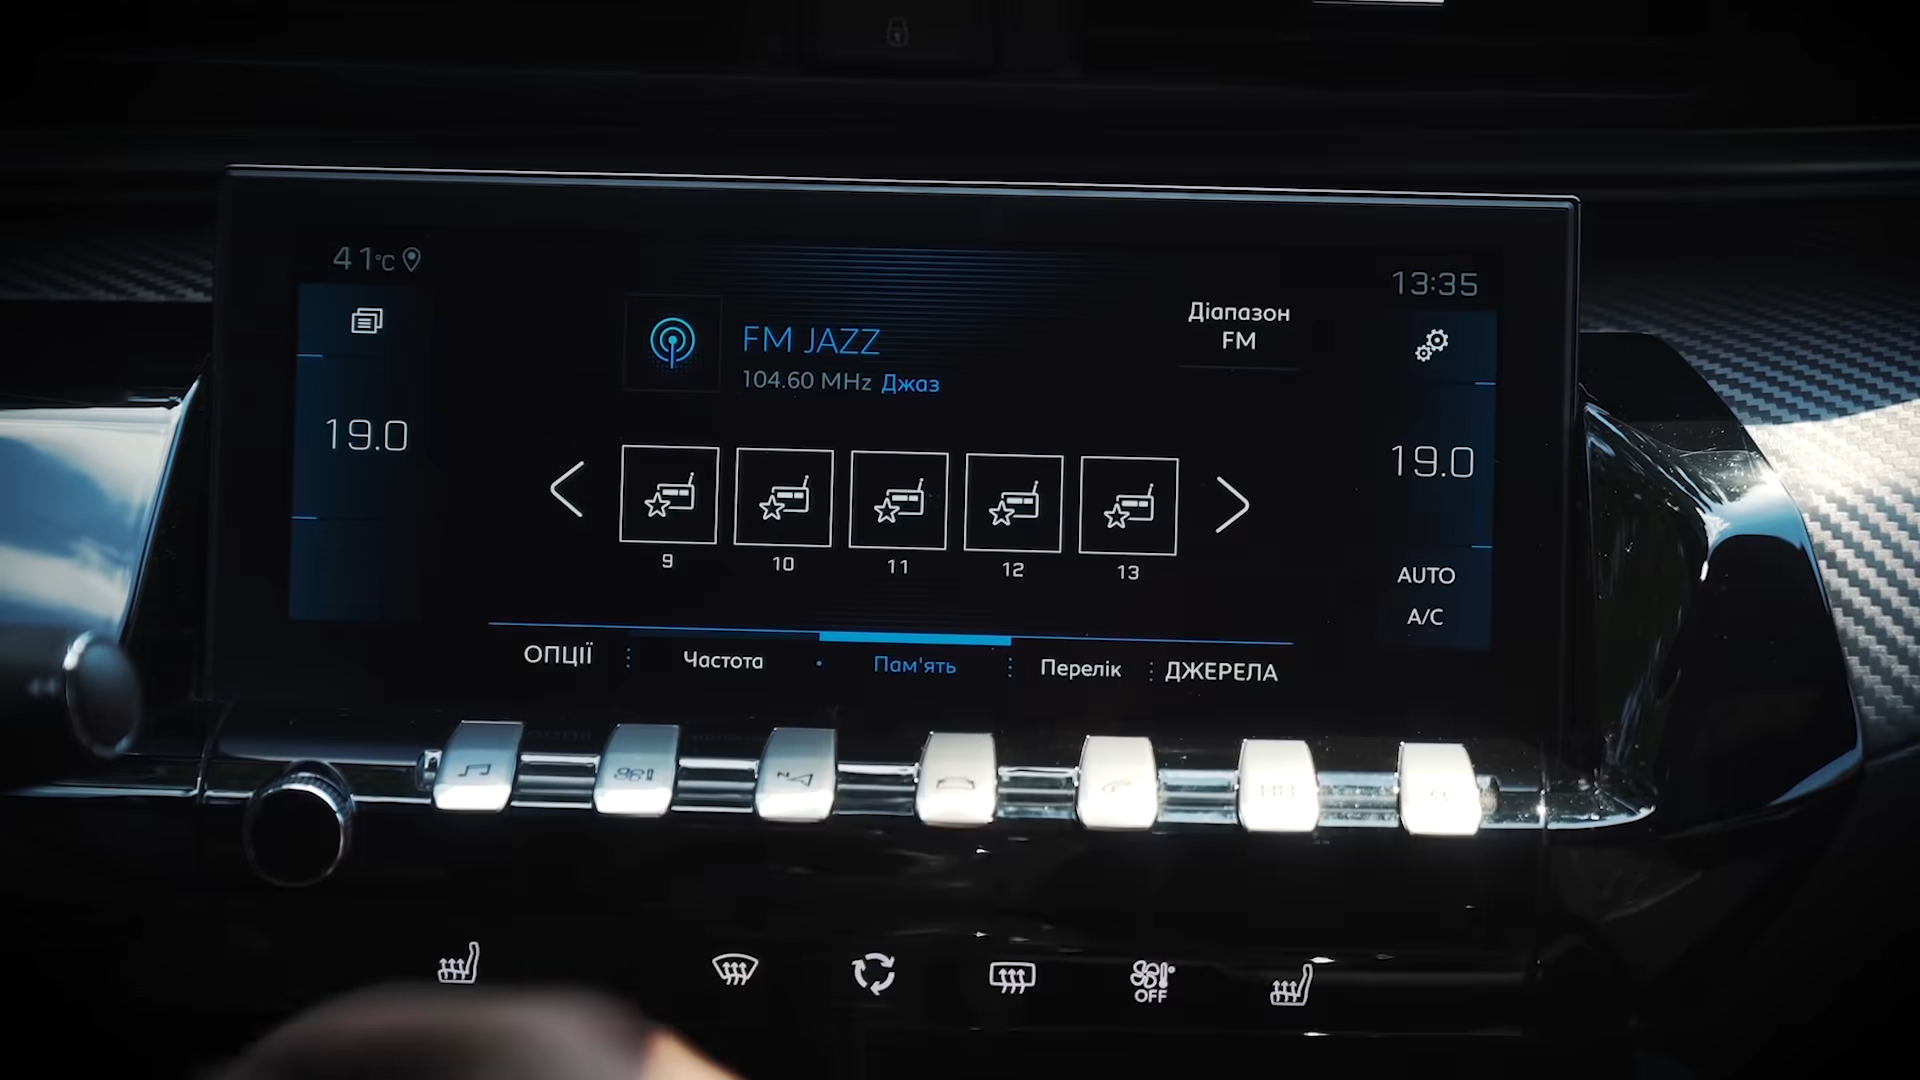 41°C
13:35
FM JAZZ
104.60 MHz Джаз
Діапазон
FM
19.0
19.0
9 10 11 12 13
AUTO
A/C
ОПЦІЇ Частота Пам'ять Перелік ДЖЕРЕЛА
OFF